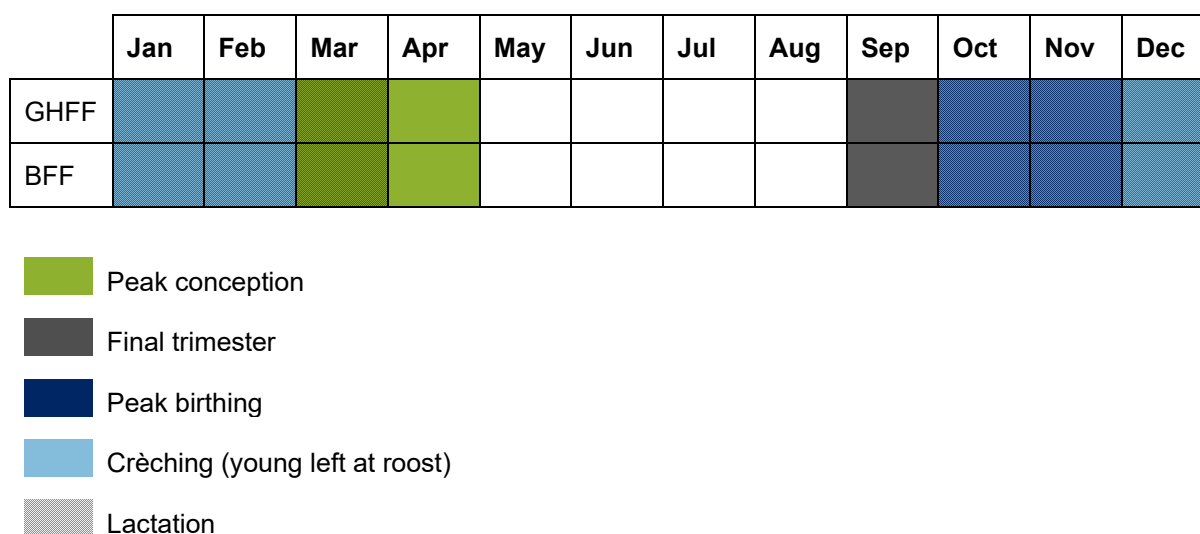 Jan Feb Mar Apr May Jun Jul Aug Sep Oct Nov Dec
GHFF
BFF
Peak conception
Final trimester
Peak birthing
Crèching (young left at roost)
Lactation